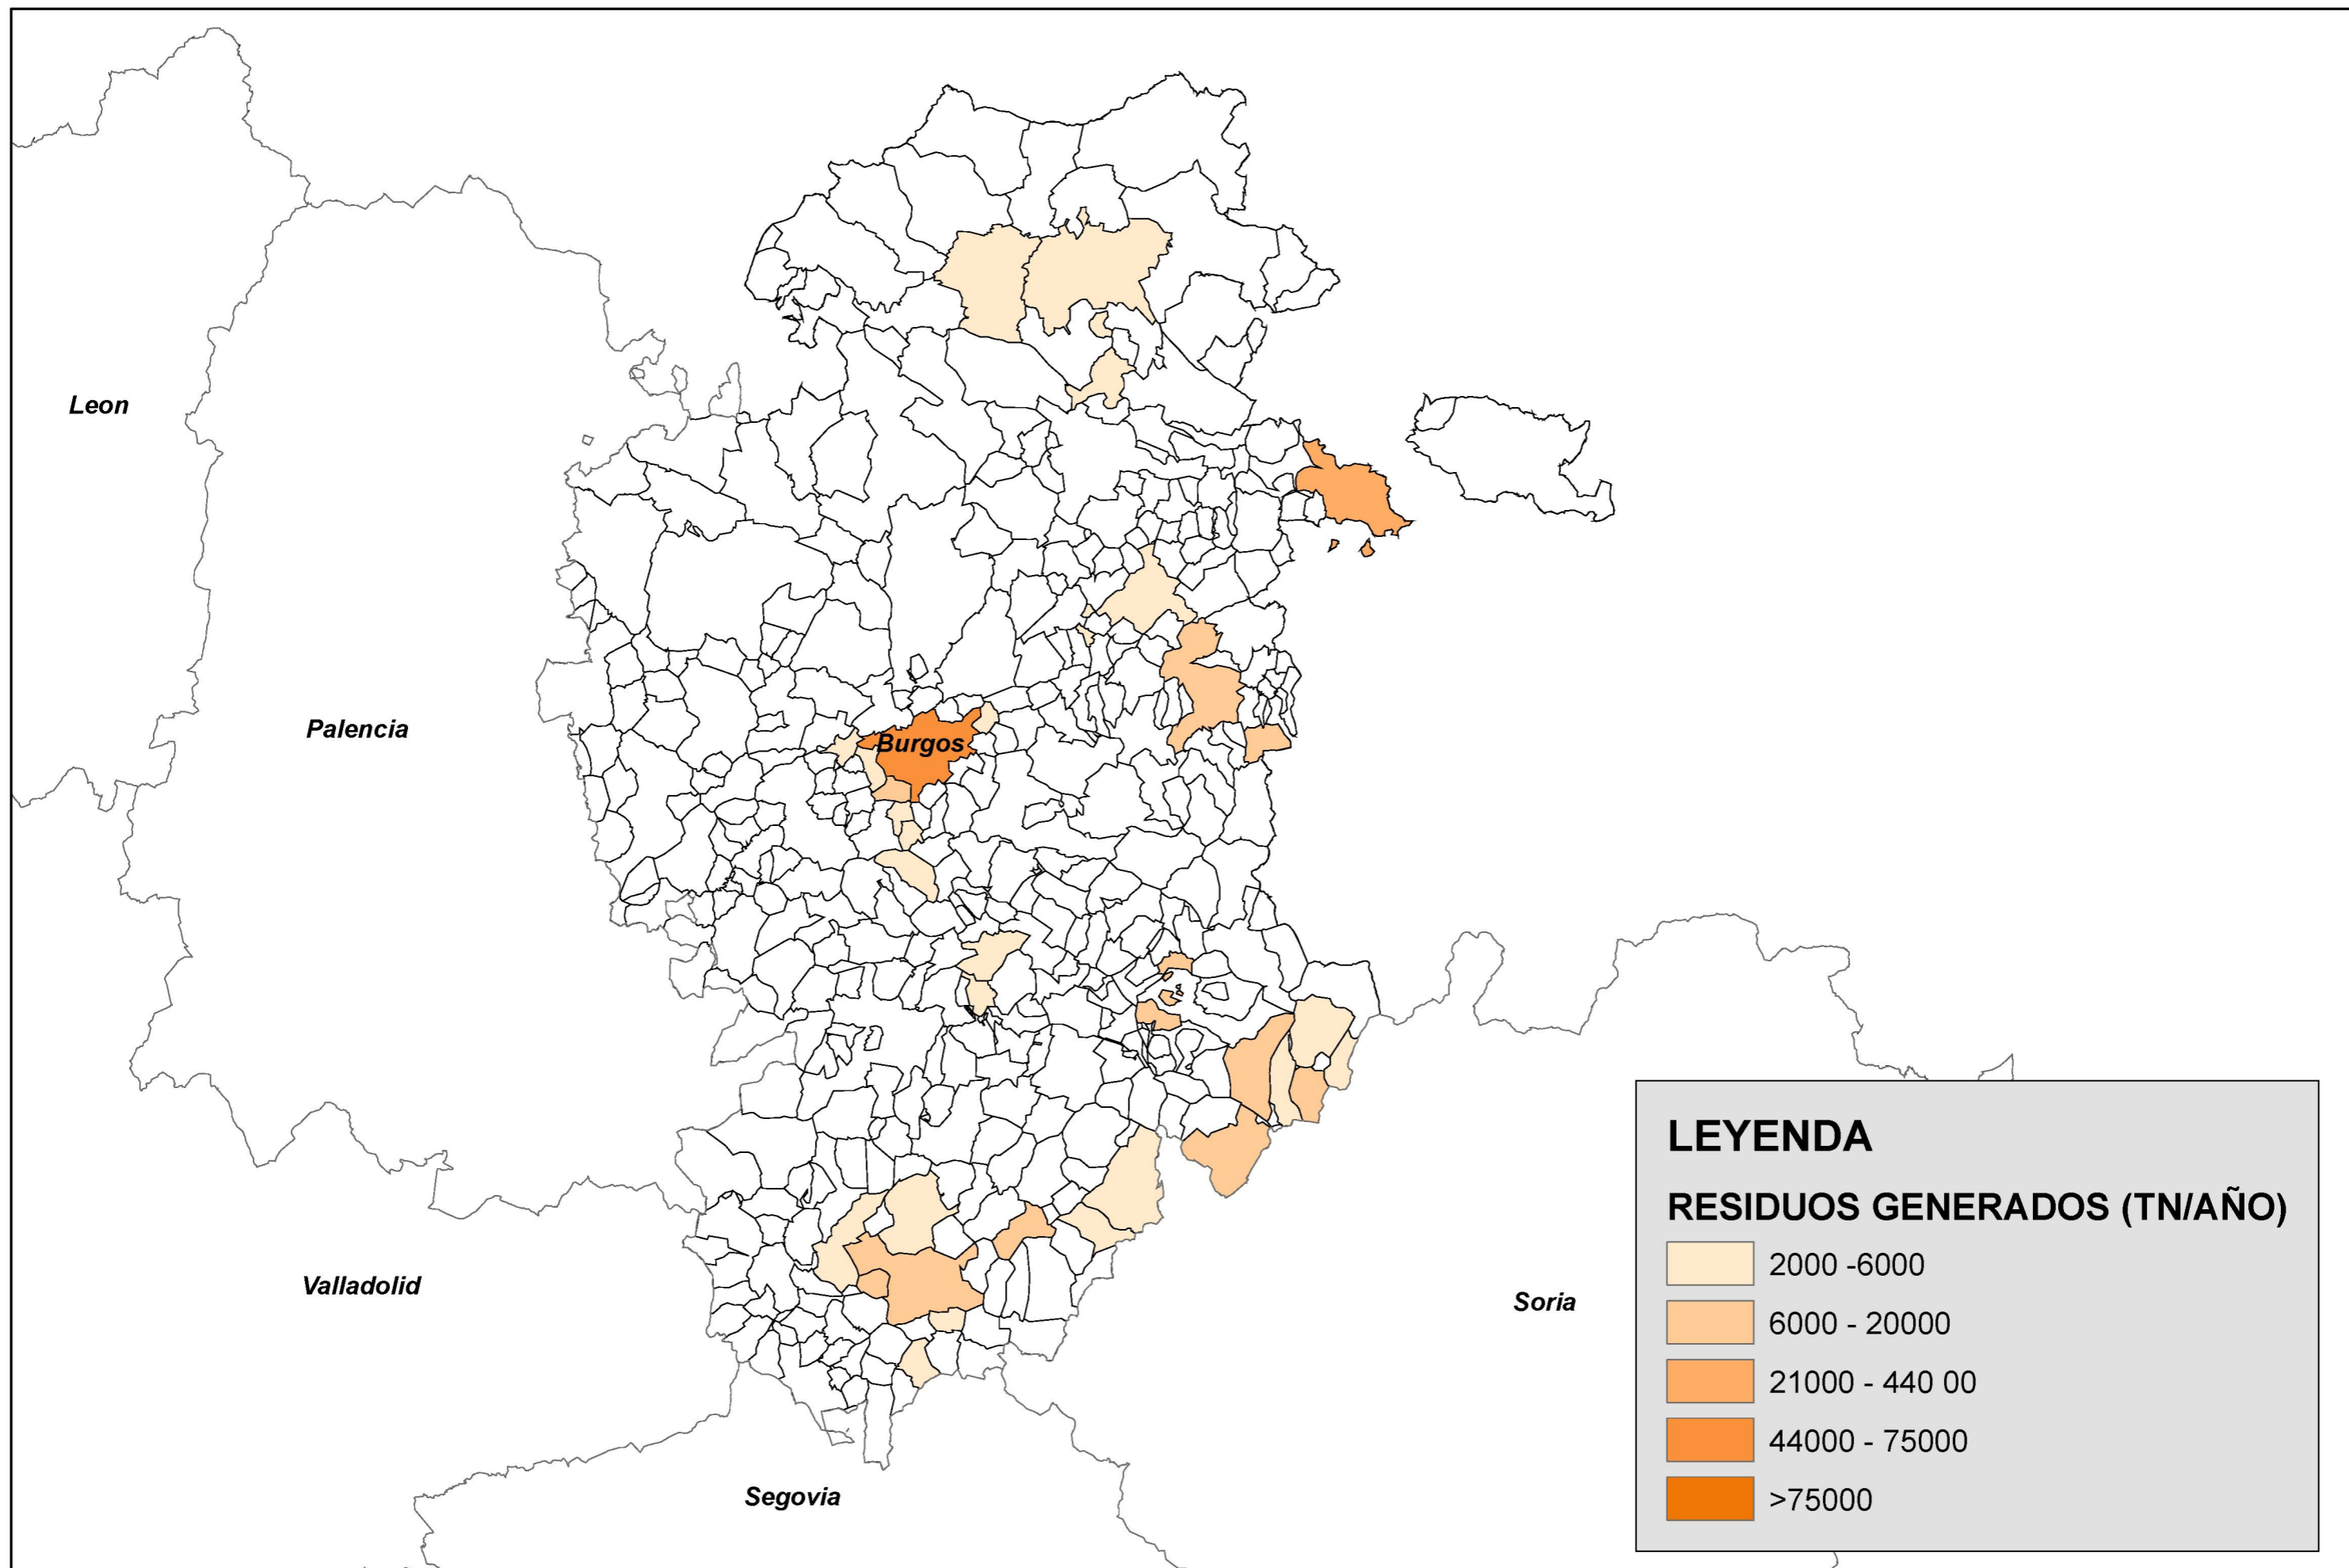 Leon
Palencia
Burgos
Valladolid
Soria
Segovia
LEYENDA
RESIDUOS GENERADOS (TN/AÑO)
2000 -6000
6000 - 20000
21000 - 440 00
44000 - 75000
>75000